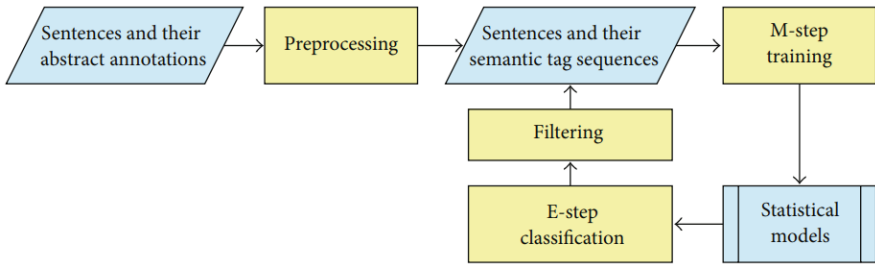 Sentences and their
abstract annotations
Preprocessing
Sentences and their
semantic tag sequences
M-step
training
Filtering
E-step
classification
Statistical
models